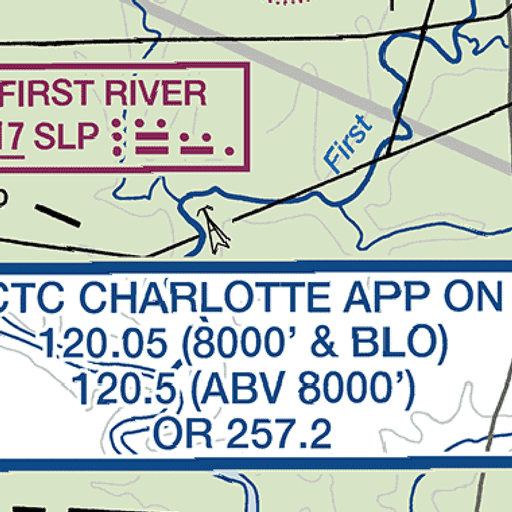 FIRST RIVER
17 SLP
First
CTC CHARLOTTE APP ON
120.05 (8000' & BLO)
120.5 (ABV 8000')
OR 257.2